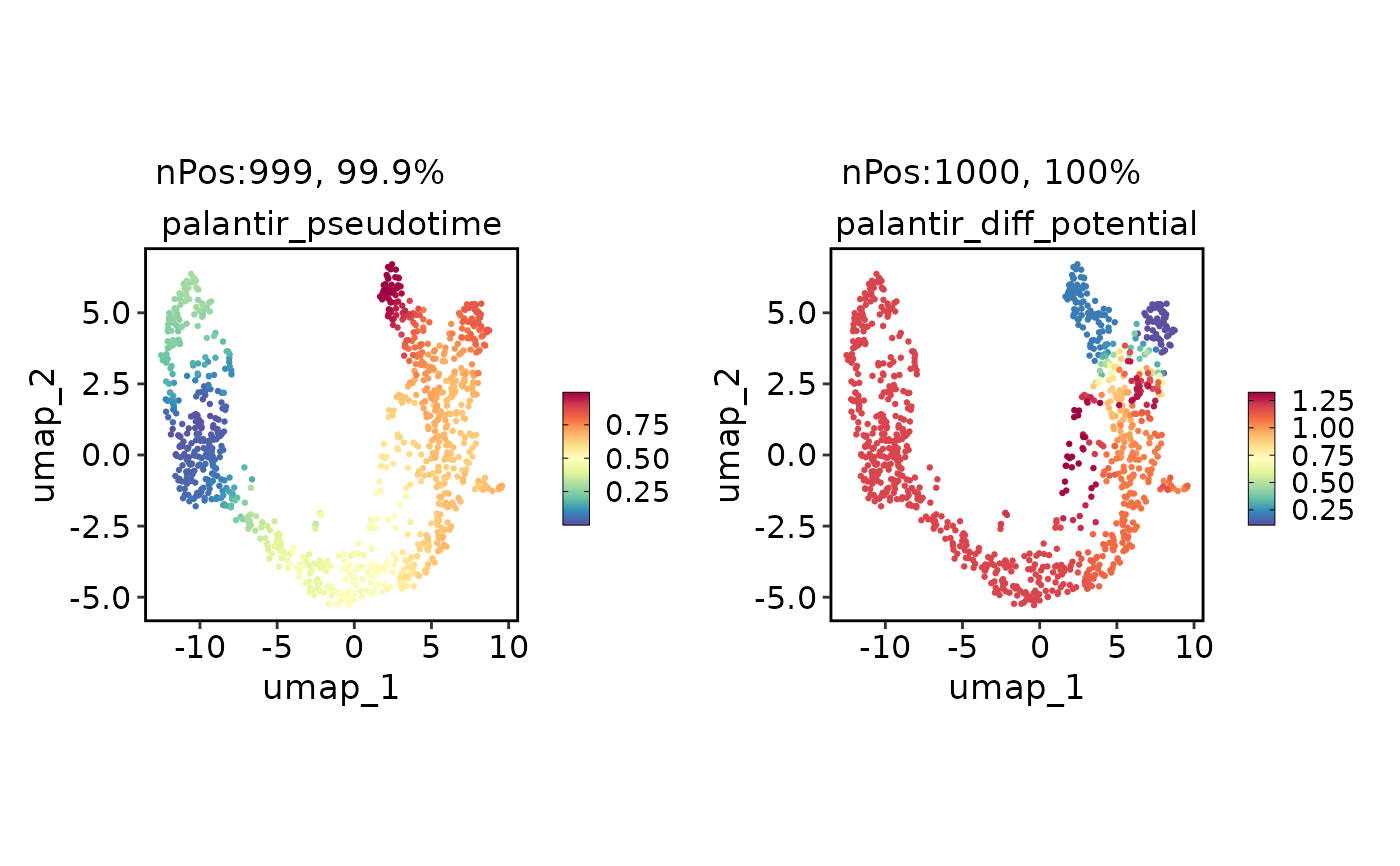 nPos:999, 99.9%
palantir_pseudotime
umap_2
5.0
2.5
0.0
-2.5
-5.0
-10 -5 0 5 10
umap_1
0.75
0.50
0.25
nPos:1000, 100%
palantir_diff_potential
umap_2
5.0
2.5
0.0
-2.5
-5.0
-10 -5 0 5 10
umap_1
1.25
1.00
0.75
0.50
0.25